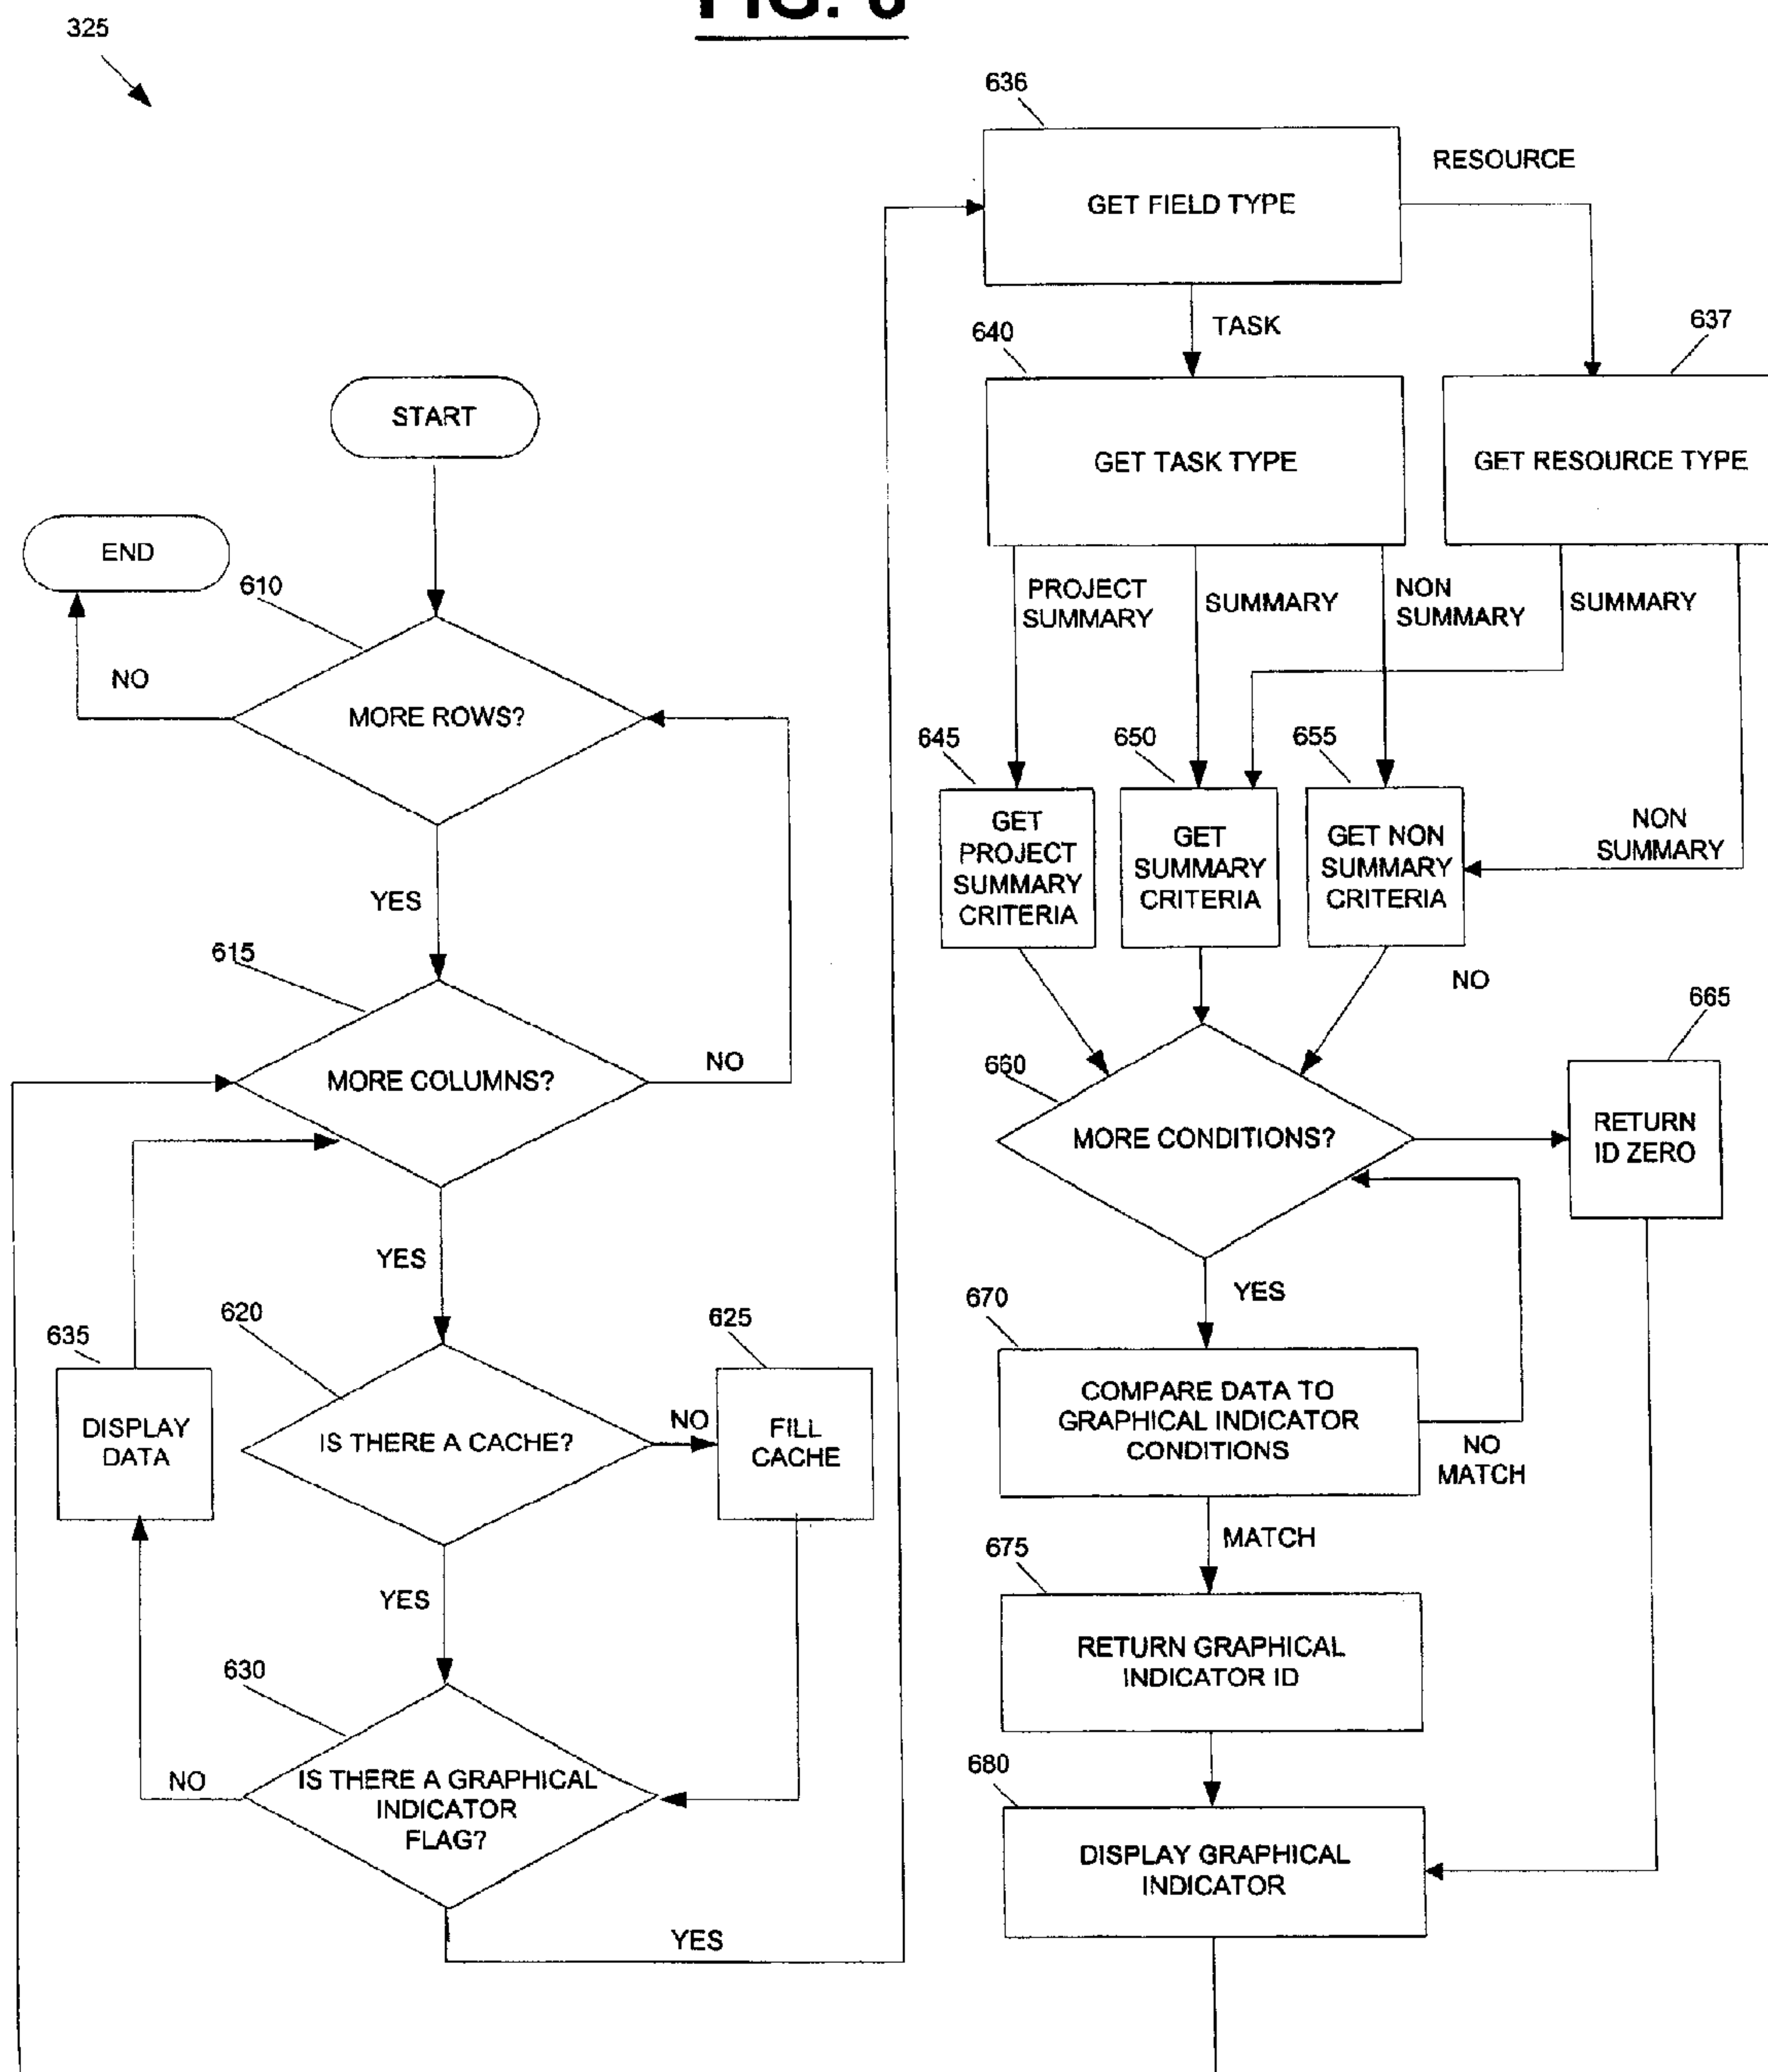 325
START
END
610
NO
MORE ROWS?
YES
615
MORE COLUMNS?
NO
YES
620
625
635
DISPLAY
DATA
IS THERE A CACHE?
NO
FILL
CACHE
YES
630
NO
IS THERE A GRAPHICAL
INDICATOR
FLAG?
YES
636
GET FIELD TYPE
RESOURCE
TASK
640
637
GET TASK TYPE
GET RESOURCE TYPE
PROJECT
SUMMARY
SUMMARY
NON
SUMMARY
SUMMARY
645
650
655
GET
PROJECT
SUMMARY
CRITERIA
GET
SUMMARY
CRITERIA
GET NON
SUMMARY
CRITERIA
NON
SUMMARY
NO
665
660
MORE CONDITIONS?
RETURN
ID ZERO
YES
670
COMPARE DATA TO
GRAPHICAL INDICATOR
CONDITIONS
NO
MATCH
MATCH
675
RETURN GRAPHICAL
INDICATOR ID
680
DISPLAY GRAPHICAL
INDICATOR